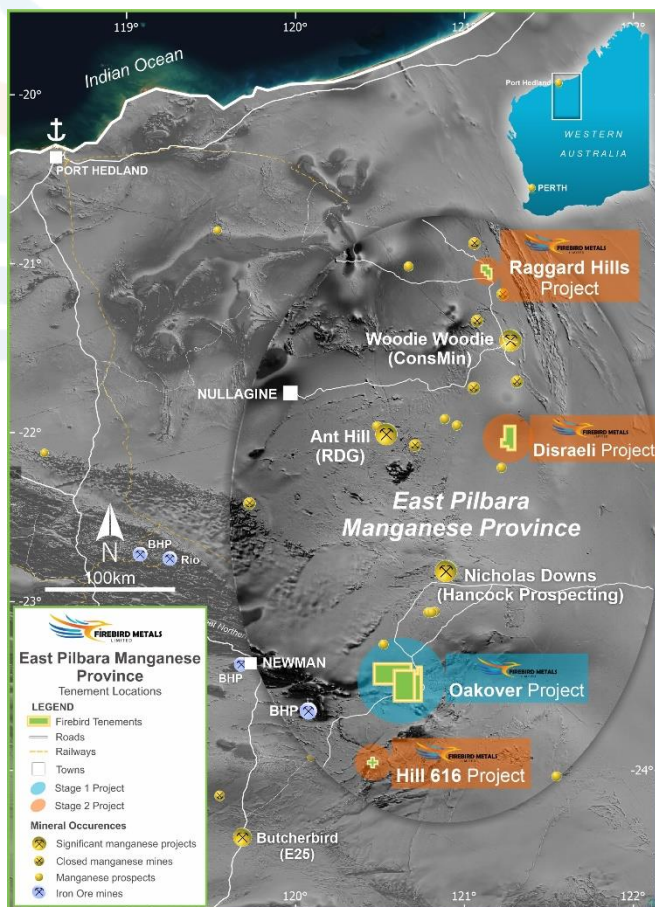 119°
120°
121°
122°
Indian Ocean
-20°
Port Hedland
WESTERN
AUSTRALIA
PERTH
PORT HEDLAND
-21°
FIREBIRD METALS
LIMITED
Raggard Hills
Project
Woodie Woodie
(ConsMin)
NULLAGINE
-22°
Ant Hill
(RDG)
FIREBIRD METALS
LIMITED
Disraeli Project
East Pilbara
Manganese Province
N
BHP
Rio
100km
Nicholas Downs
(Hancock Prospecting)
-23°
NEWMAN
BHP
FIREBIRD METALS
LIMITED
Oakover Project
BHP
FIREBIRD METALS
LIMITED
Hill 616 Project
-24°
Butcherbird
(E25)
FIREBIRD METALS
LIMITED
East Pilbara Manganese
Province
Tenement Locations
LEGEND
Firebird Tenements
Roads
Railways
Towns
Stage 1 Project
Stage 2 Project
Mineral Occurences
Significant manganese projects
Closed manganese mines
Manganese prospects
Iron Ore mines
120°
121°
122°